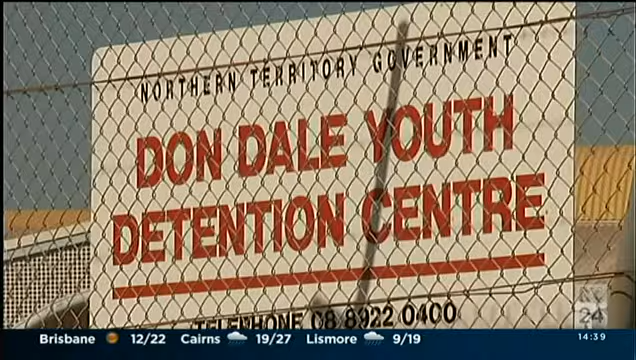 NORTHERN TERRITORY GOVERNMENT
DON DALE YOUTH
DETENTION CENTRE
TELEPHONE 08 8922 0400
24
Brisbane 12/22 Cairns 19/27 Lismore 9/19 14:39